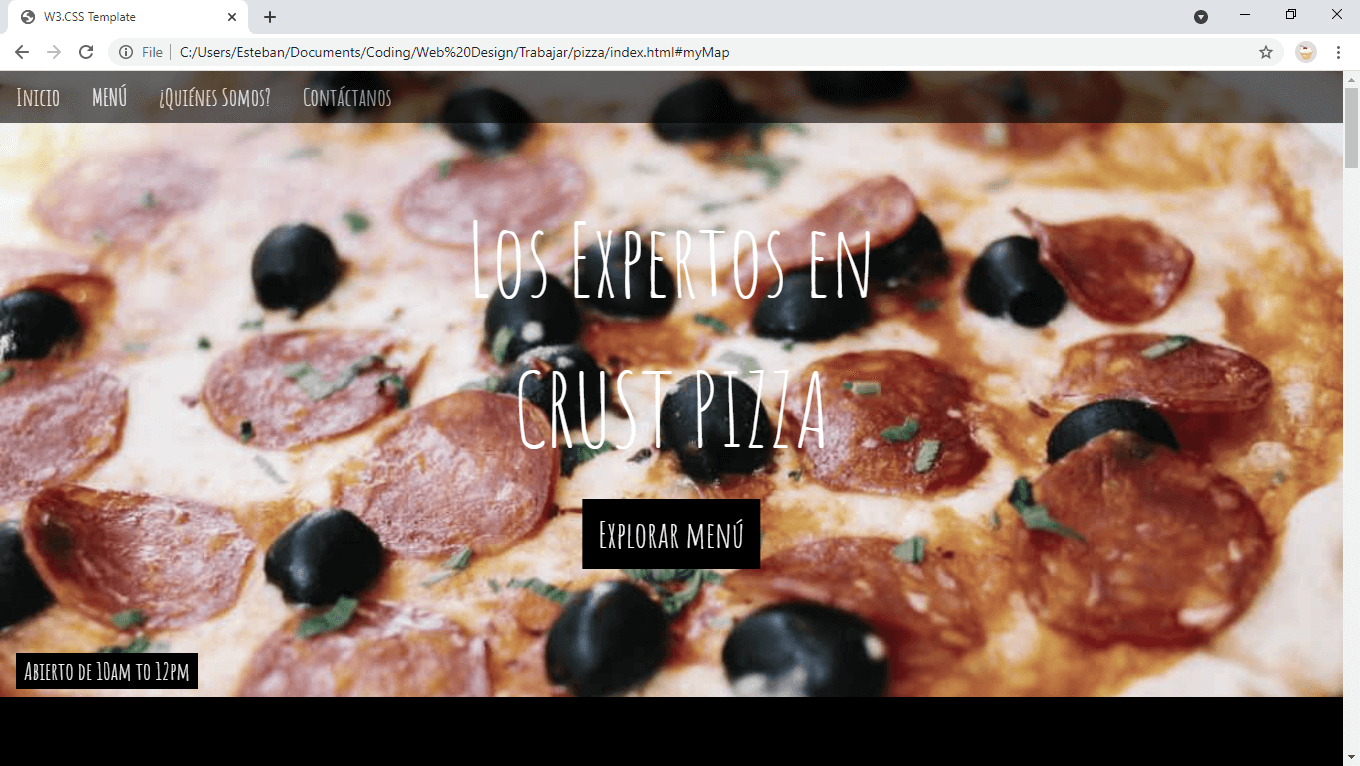 W3.CSS Template
File
C:/Users/Esteban/Documents/Coding/Web%20Design/Trabajar/pizza/index.html#myMap
Inicio MENÚ ¿Quiénes Somos? Contáctanos
Los Expertos en
CRUST PIZZA
Explorar menú
Abierto de 10am to 12pm